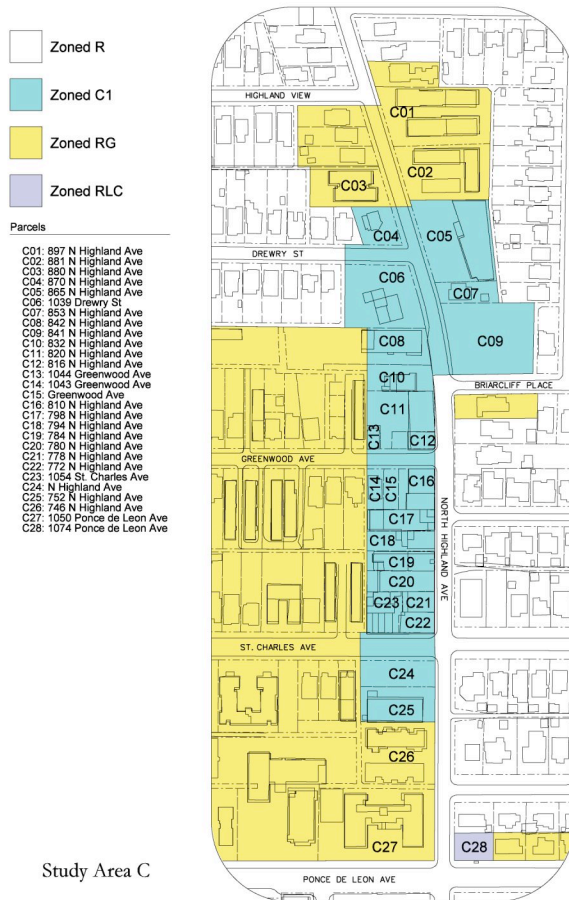 Zoned R
Zoned C1
Zoned RG
Zoned RLC
Parcels
C01: 897 N Highland Ave
C02: 881 N Highland Ave
C03: 880 N Highland Ave
C04: 870 N Highland Ave
C05: 865 N Highland Ave
C06: 1039 Drewry St
C07: 853 N Highland Ave
C08: 842 N Highland Ave
C09: 841 N Highland Ave
C10: 832 N Highland Ave
C11: 820 N Highland Ave
C12: 816 N Highland Ave
C13: 1044 Greenwood Ave
C14: 1043 Greenwood Ave
C15: Greenwood Ave
C16: 810 N Highland Ave
C17: 798 N Highland Ave
C18: 794 N Highland Ave
C19: 784 N Highland Ave
C20: 780 N Highland Ave
C21: 778 N Highland Ave
C22: 772 N Highland Ave
C23: 1054 St. Charles Ave
C24: N Highland Ave
C25: 752 N Highland Ave
C26: 746 N Highland Ave
C27: 1050 Ponce de Leon Ave
C28: 1074 Ponce de Leon Ave
Study Area C
HIGHLAND VIEW
C01
C02
C03
C04
C05
DREWRY ST
C06
C07
C08
C09
C10
BRIARCLIFF PLACE
C11
C13
C12
GREENWOOD AVE
C14
C15
C16
C17
C18
NORTH HIGHLAND AVE
C19
C20
C23
C21
C22
ST. CHARLES AVE
C24
C25
C26
C27
C28
PONCE DE LEON AVE